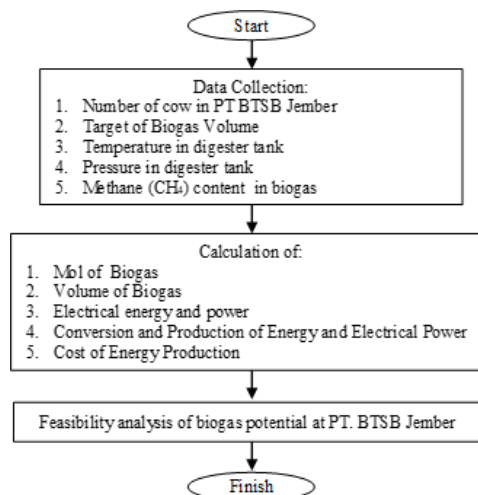 Start
Data Collection:
1. Number of cow in PT BTSB Jember
2. Target of Biogas Volume
3. Temperature in digester tank
4. Pressure in digester tank
5. Methane (CH₄) content in biogas
Calculation of:
1. Mol of Biogas
2. Volume of Biogas
3. Electrical energy and power
4. Conversion and Production of Energy and Electrical Power
5. Cost of Energy Production
Feasibility analysis of biogas potential at PT. BTSB Jember
Finish